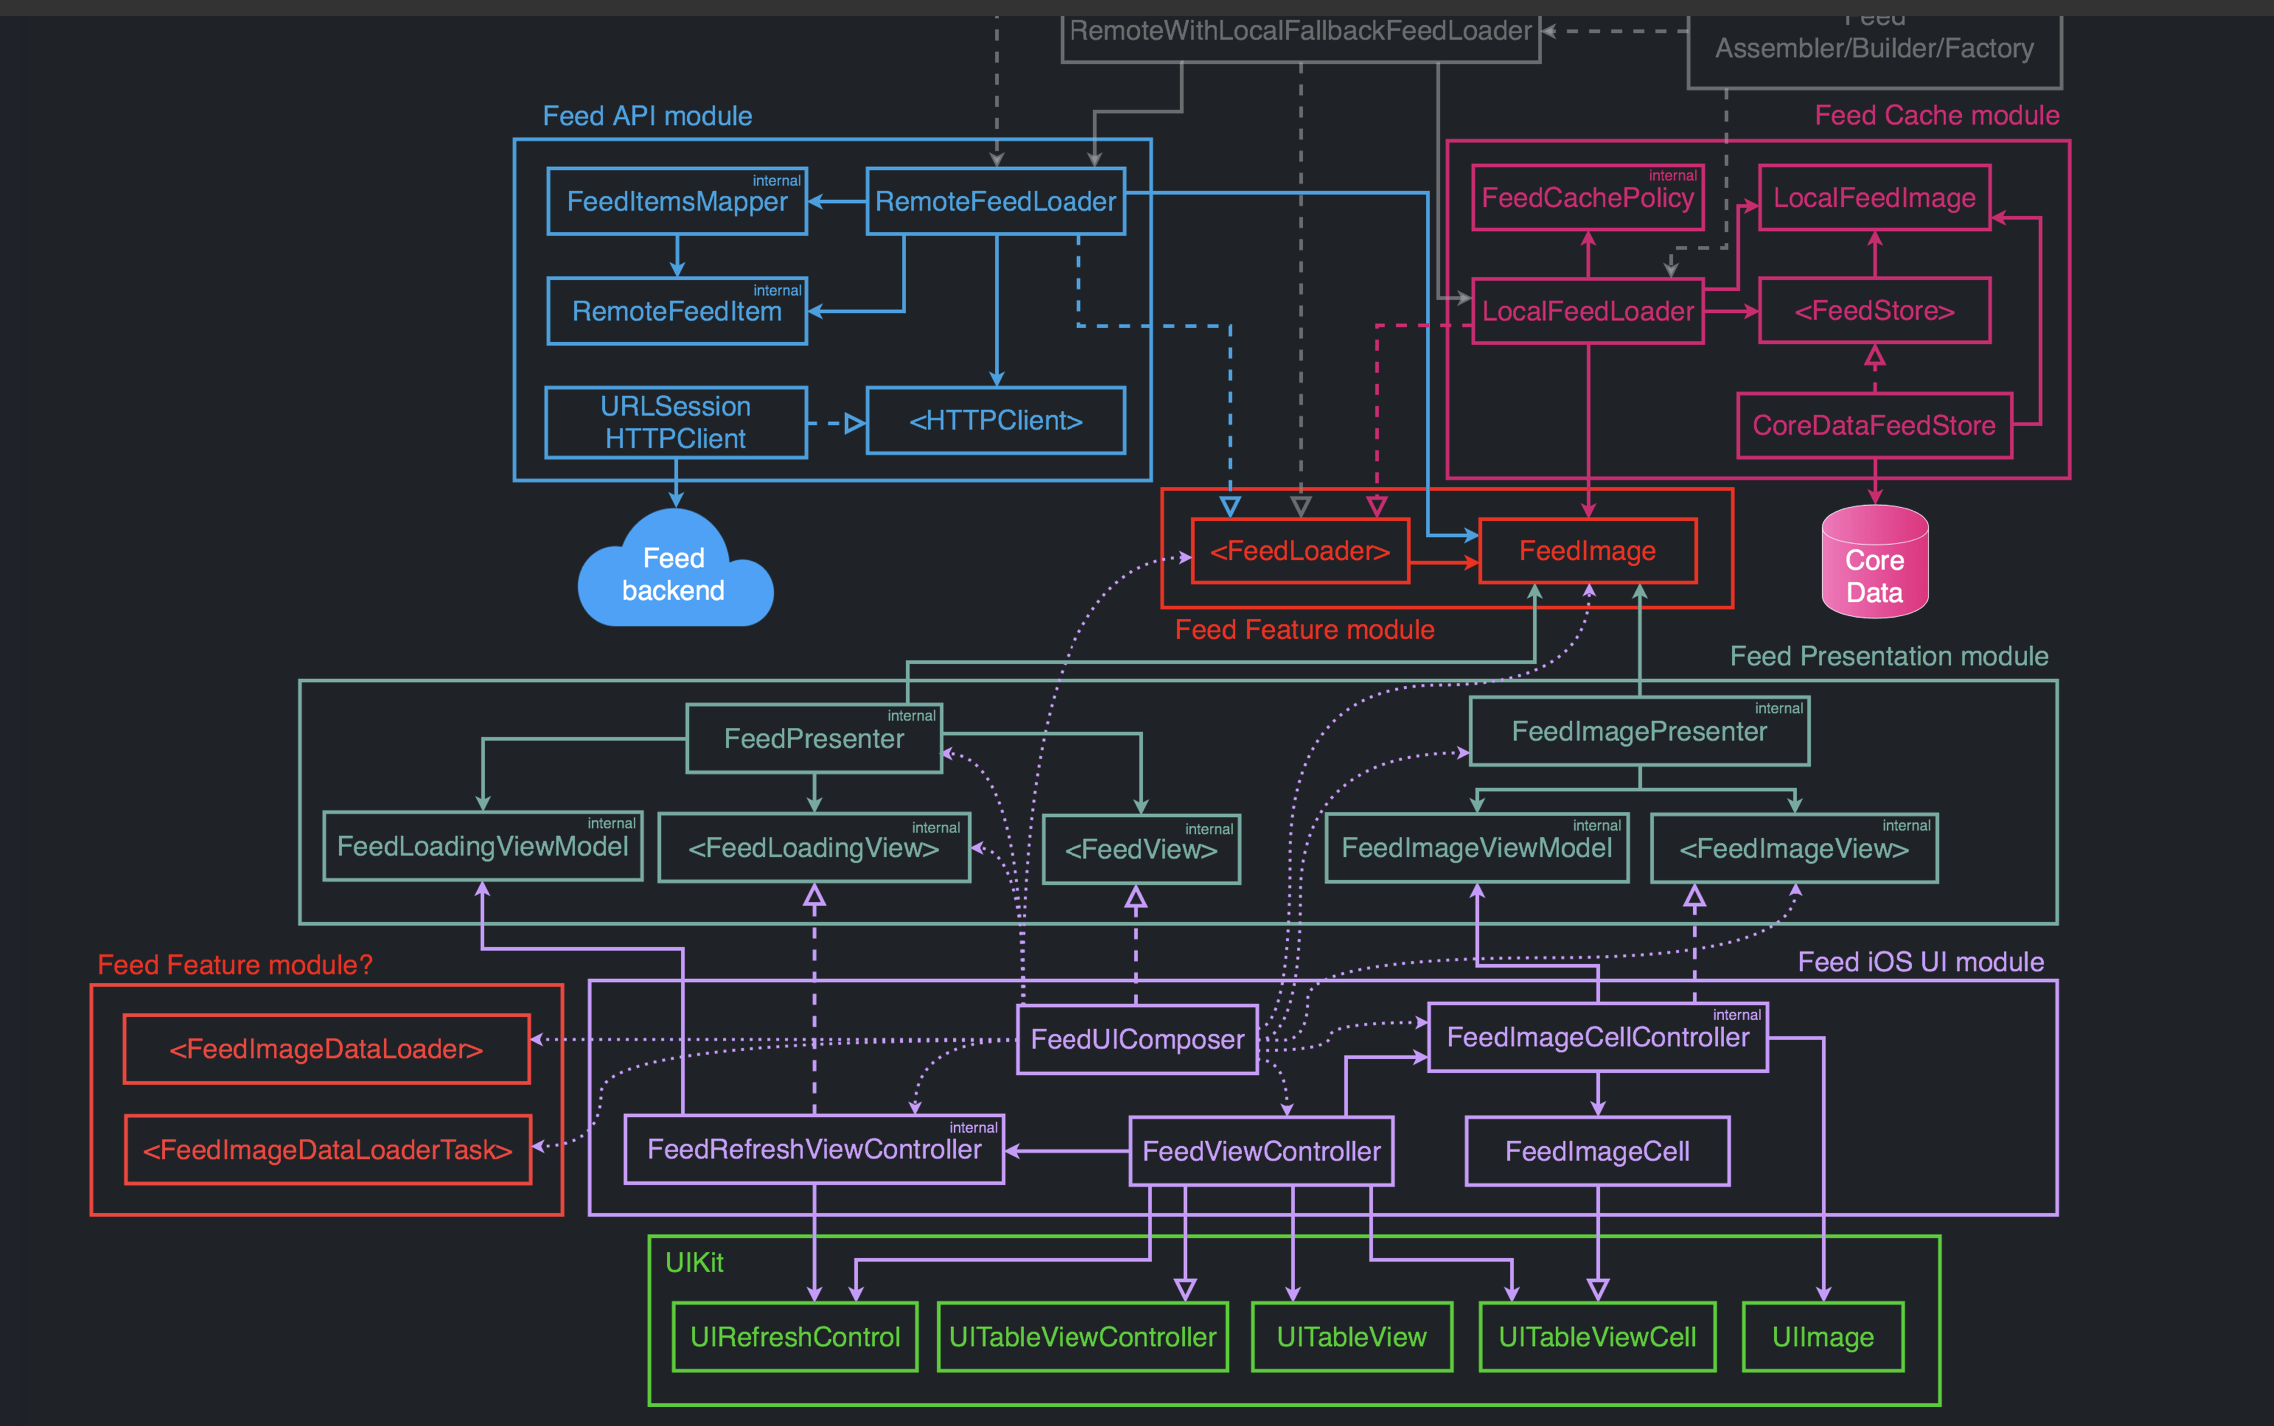 RemoteWithLocalFallbackFeedLoader
Feed
Assembler/Builder/Factory
Feed API module
Feed Cache module
internal
FeedItemsMapper
RemoteFeedLoader
internal
FeedCachePolicy
LocalFeedImage
internal
RemoteFeedItem
LocalFeedLoader
<FeedStore>
URLSession
HTTPClient
<HTTPClient>
CoreDataFeedStore
Feed
backend
<FeedLoader>
FeedImage
Core
Data
Feed Feature module
Feed Presentation module
internal
FeedPresenter
internal
FeedImagePresenter
internal
FeedLoadingViewModel
internal
<FeedLoadingView>
internal
<FeedView>
internal
FeedImageViewModel
internal
<FeedImageView>
Feed Feature module?
Feed iOS UI module
<FeedImageDataLoader>
FeedUIComposer
internal
FeedImageCellController
<FeedImageDataLoaderTask>
internal
FeedRefreshViewController
FeedViewController
FeedImageCell
UIKit
UIRefreshControl
UITableViewController
UITableView
UITableViewCell
UIImage